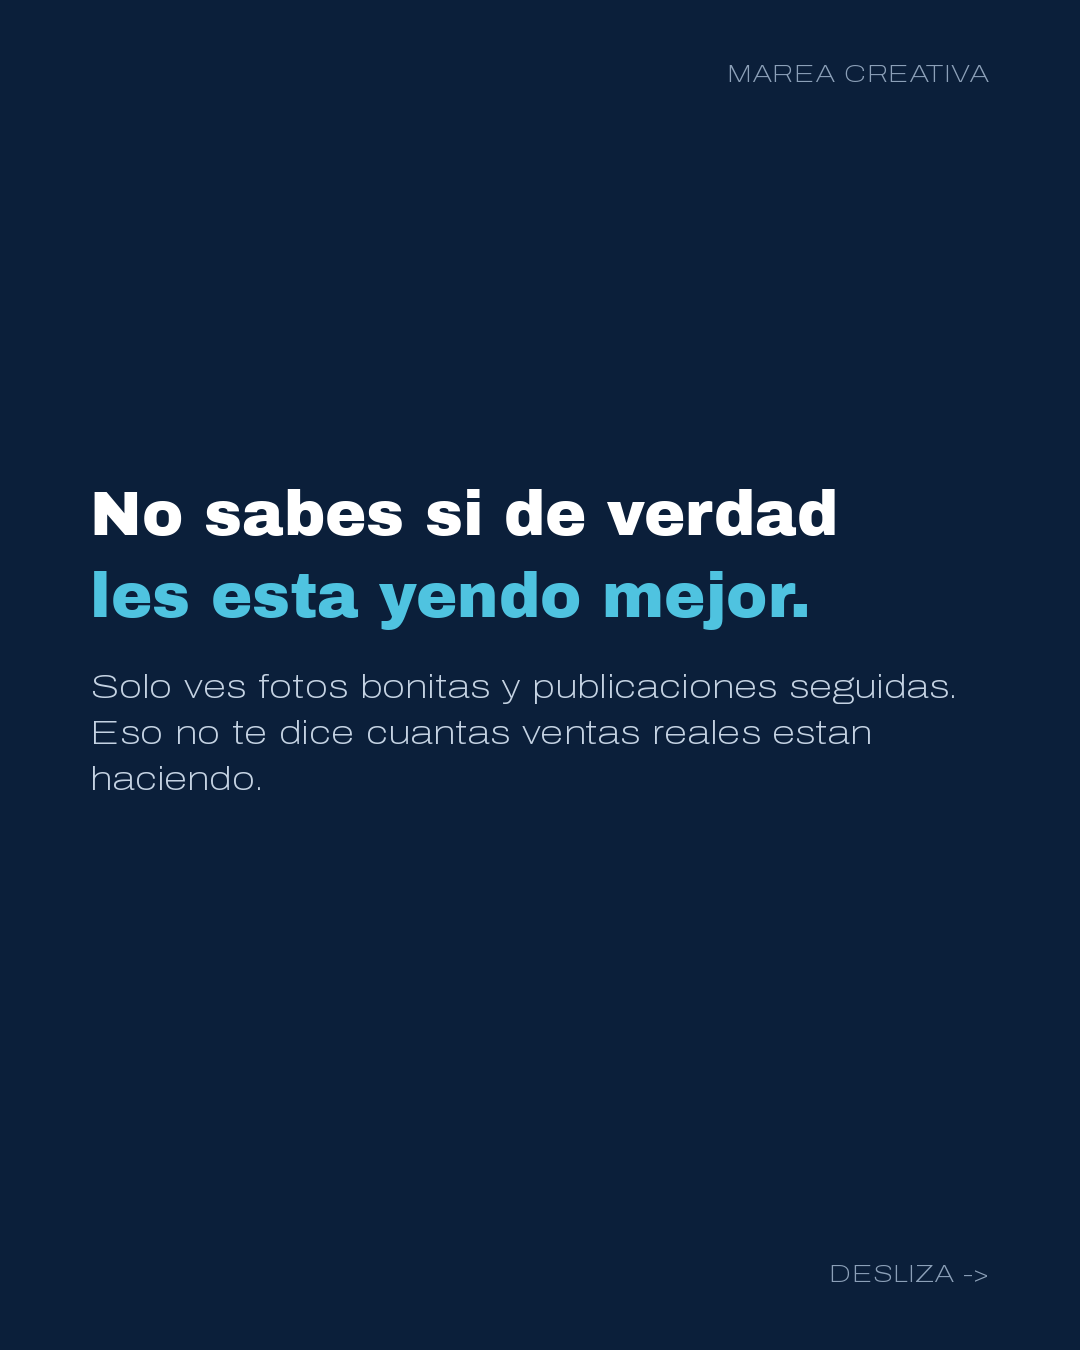 MAREA CREATIVA
No sabes si de verdad
les esta yendo mejor.
Solo ves fotos bonitas y publicaciones seguidas.
Eso no te dice cuantas ventas reales estan
haciendo.
DESLIZA ->